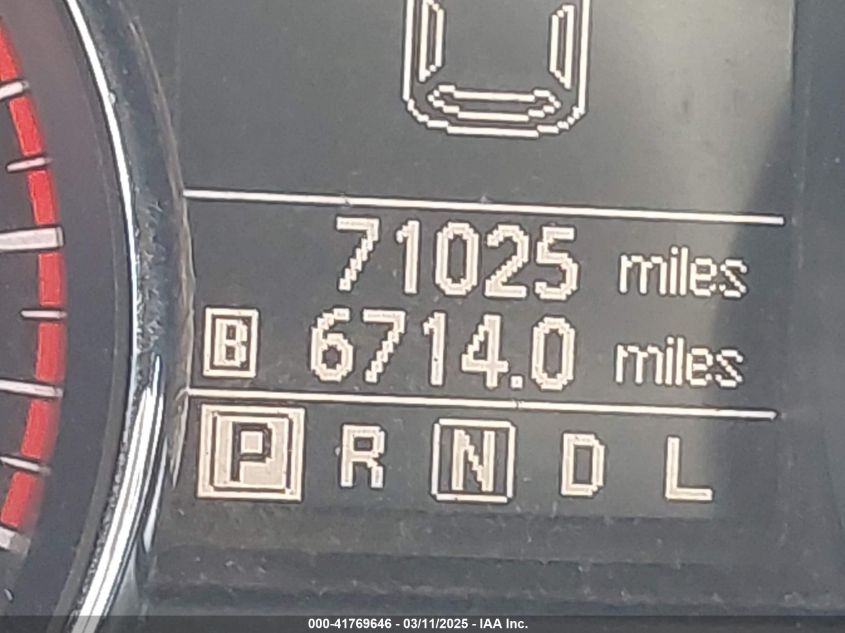 71025 miles
B 6714.0 miles
P R N D L
000-41769646 - 03/11/2025 - IAA Inc.